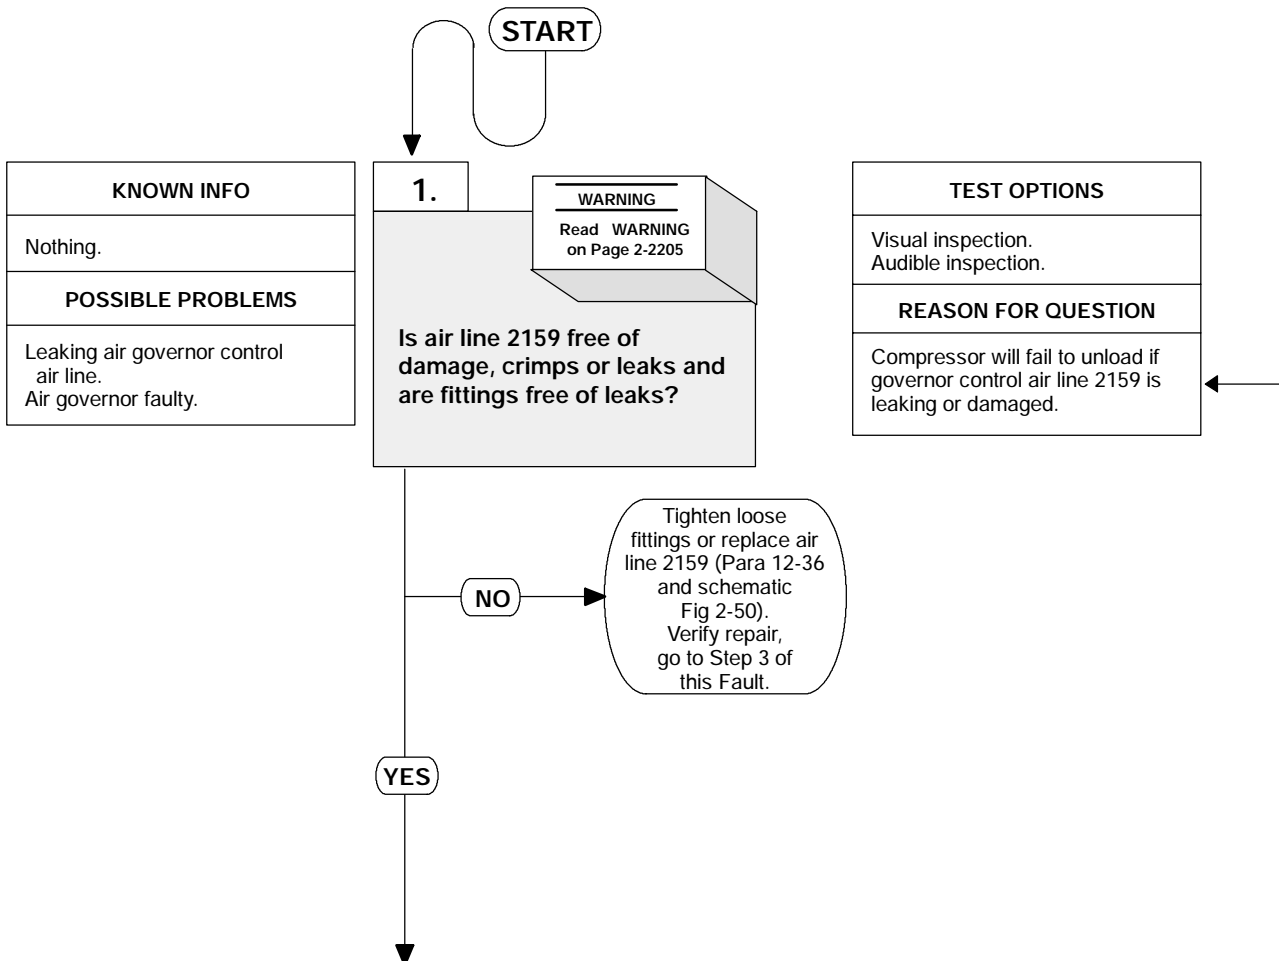 START
KNOWN INFO
Nothing.
POSSIBLE PROBLEMS
Leaking air governor control
air line.
Air governor faulty.
1.
WARNING
Read WARNING
on Page 2-2205
Is air line 2159 free of
damage, crimps or leaks and
are fittings free of leaks?
TEST OPTIONS
Visual inspection.
Audible inspection.
REASON FOR QUESTION
Compressor will fail to unload if
governor control air line 2159 is
leaking or damaged.
NO
Tighten loose
fittings or replace air
line 2159 (Para 12-36
and schematic
Fig 2-50).
Verify repair,
go to Step 3 of
this Fault.
YES